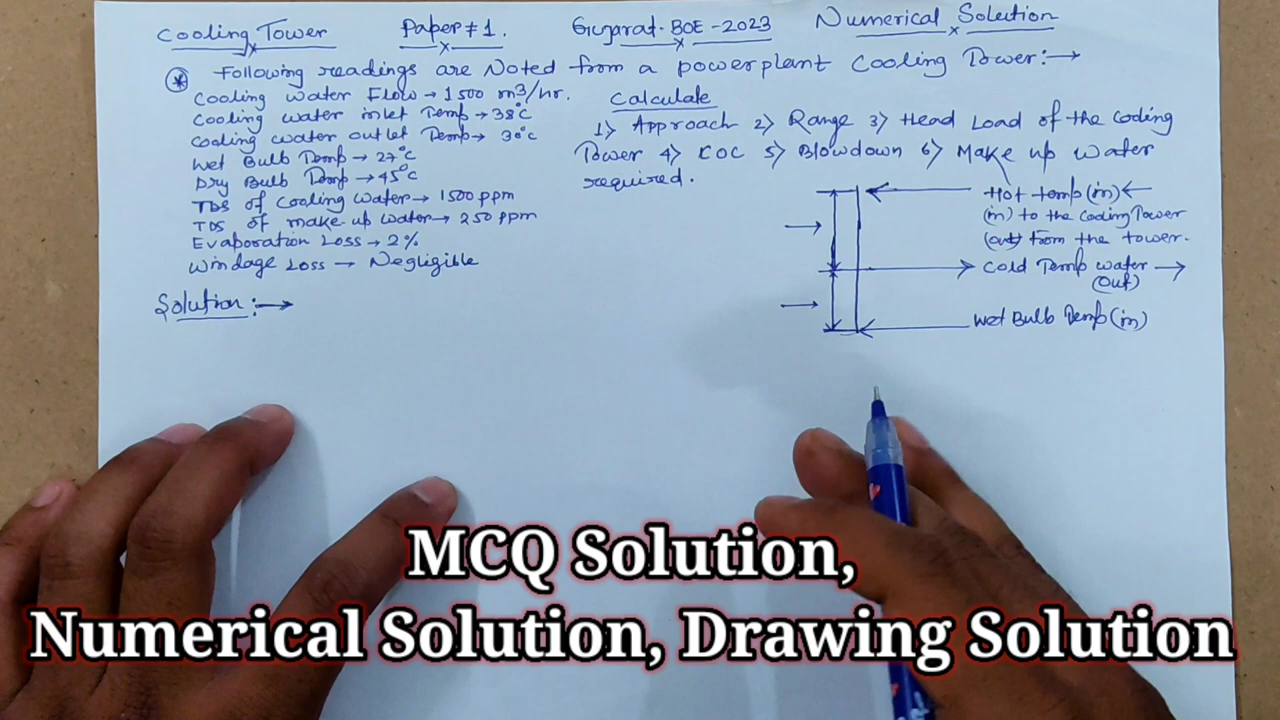 Cooling Tower Paper #1. Gujarat-BOE-2023 Numerical Solution
Following readings are Noted from a powerplant Cooling Tower:→
Cooling water Flow → 1500 m3/hr.
Cooling water inlet Temp → 38°c
Cooling water outlet Temp → 30°c
Wet Bulb Temp → 27°c
Dry Bulb Temp → 45°c
TDS of Cooling Water → 1500 ppm
TDS of make-up water → 250 ppm
Evaporation Loss → 2%
Windage Loss → Negligible
Calculate
1) Approach 2) Range 3) Head Load of the Cooling
Tower 4) COC 5) Blowdown 6) Make up Water
required.
Hot temp (in) ←
(in) to the Cooling Tower
(out) from the tower.
Cold Temp water →
(out)
Wet Bulb Temp (in)
Solution :→
MCQ Solution,
Numerical Solution, Drawing Solution